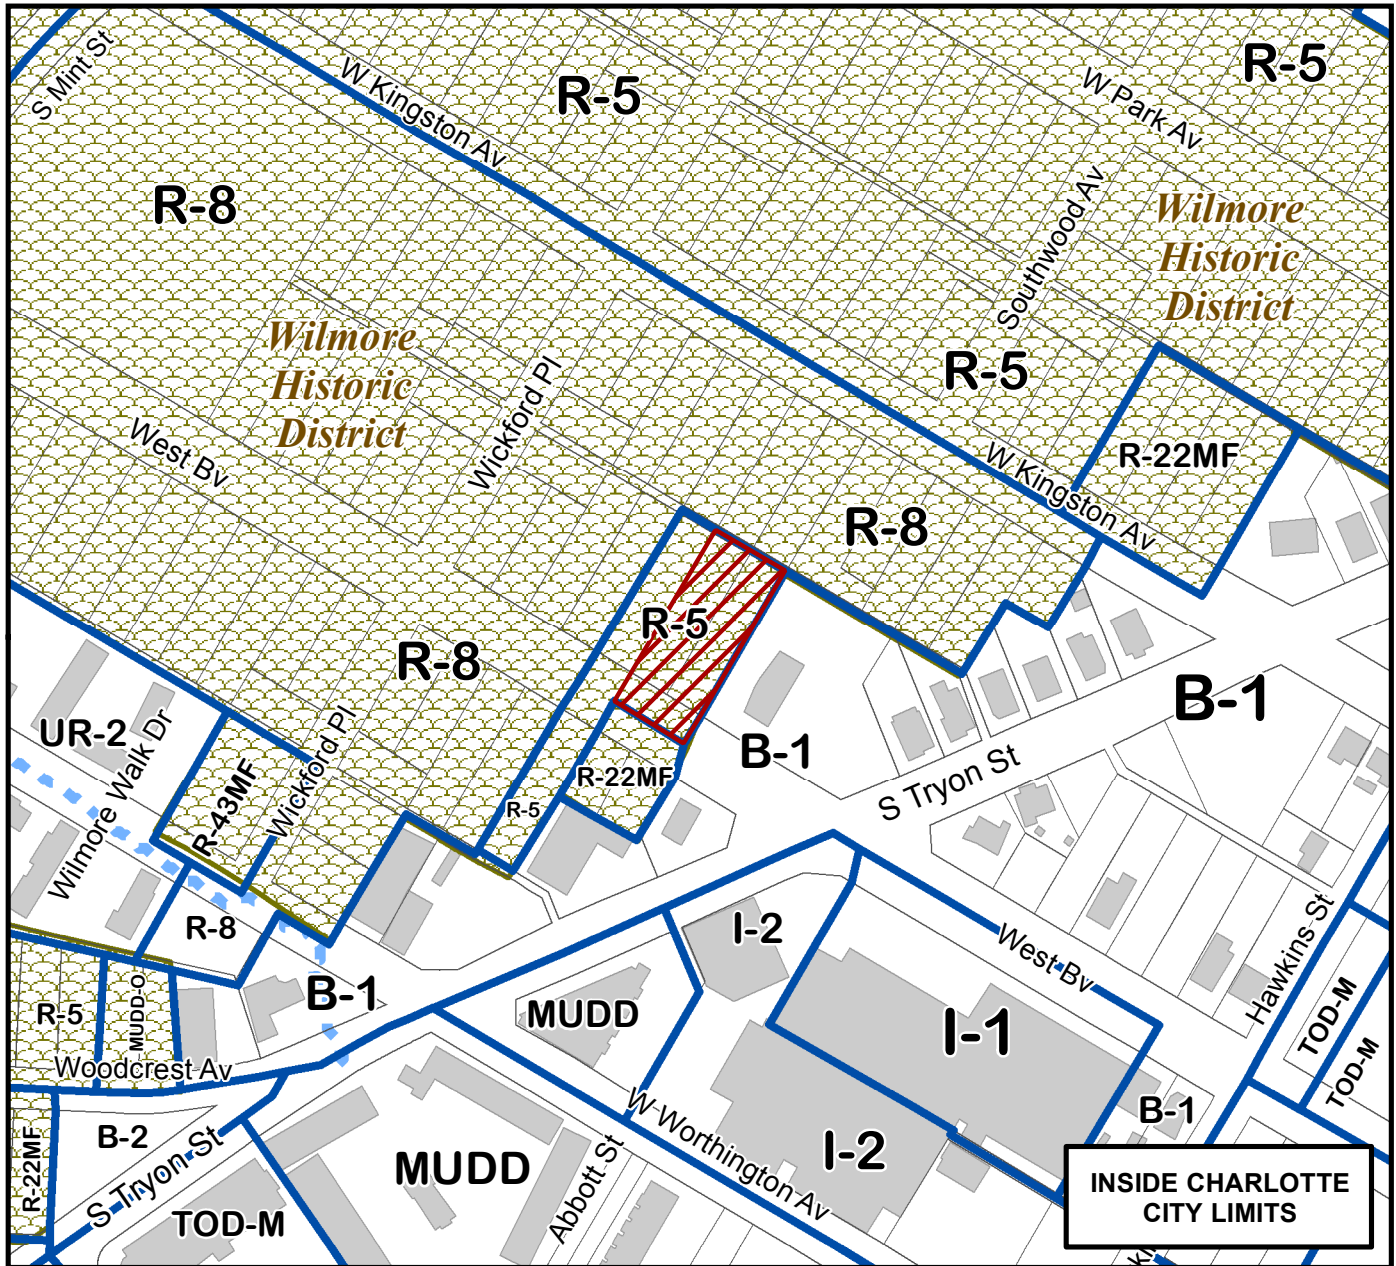 S Mint St
W Kingston Av
R-5
W Park Av
R-5
R-8
Southwood Av
Wilmore
Historic
District
Wilmore
Historic
District
R-5
Wickford Pl
West Bv
R-22MF
W Kingston Av
R-8
R-5
R-8
B-1
UR-2
Wilmore Walk Dr
Wickford Pl
R-43MF
B-1
R-22MF
R-5
S Tryon St
R-8
I-2
West Bv
Hawkins St
B-1
MUDD
I-1
R-5
MUDD-O
TOD-M
TOD-M
Woodcrest Av
B-1
B-2
R-22MF
S Tryon St
MUDD
W Worthington Av
I-2
Abbott St
TOD-M
INSIDE CHARLOTTE
CITY LIMITS